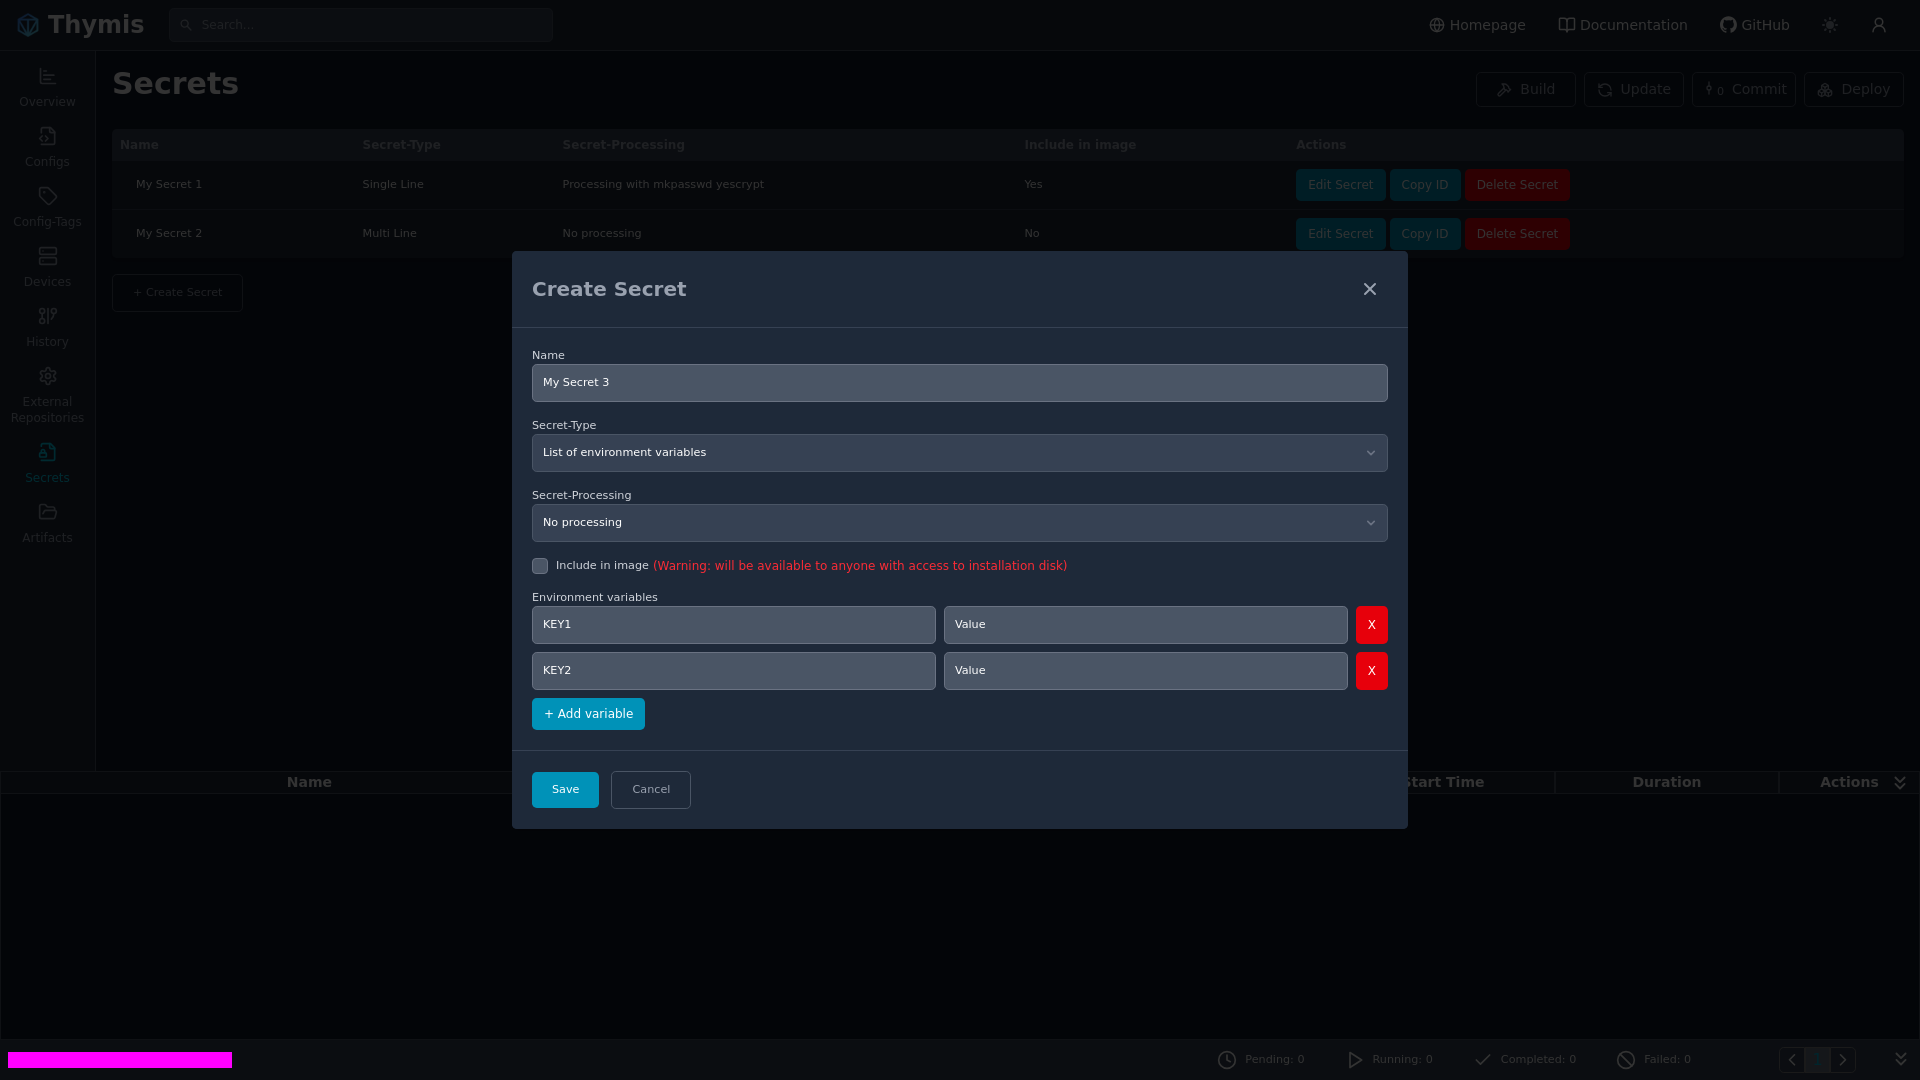 Thymis
Search...
Homepage
Documentation
GitHub
Overview
Configs
Config-Tags
Devices
History
External
Repositories
Secrets
Artifacts
Secrets
Build
Update
0 Commit
Deploy
Name Secret-Type Secret-Processing Include in image Actions
My Secret 1 Single Line Processing with mkpasswd yescrypt Yes Edit Secret Copy ID Delete Secret
My Secret 2 Multi Line No processing No Edit Secret Copy ID Delete Secret
+ Create Secret
Create Secret
Name
My Secret 3
Secret-Type
List of environment variables
Secret-Processing
No processing
Include in image (Warning: will be available to anyone with access to installation disk)
Environment variables
KEY1 Value X
KEY2 Value X
+ Add variable
Save Cancel
Name Start Time Duration Actions
Pending: 0 Running: 0 Completed: 0 Failed: 0